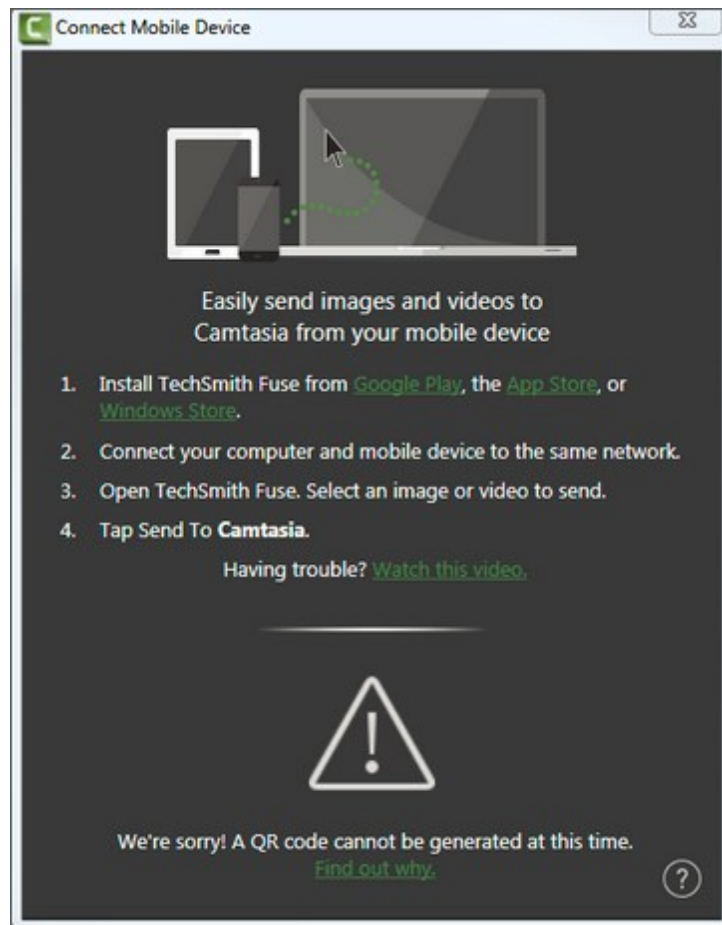 Connect Mobile Device
Easily send images and videos to
Camtasia from your mobile device
1. Install TechSmith Fuse from Google Play, the App Store, or
Windows Store.
2. Connect your computer and mobile device to the same network.
3. Open TechSmith Fuse. Select an image or video to send.
4. Tap Send To Camtasia.
Having trouble? Watch this video.
We're sorry! A QR code cannot be generated at this time.
Find out why.
?